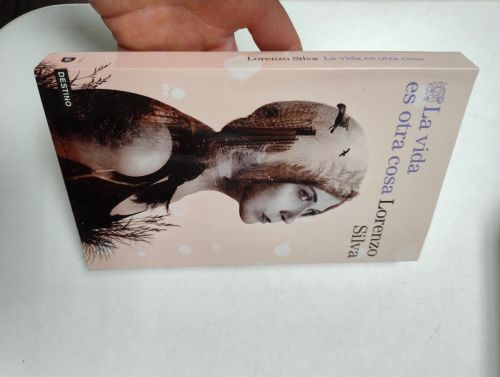 La vida
es otra cosa Lorenzo
Silva
Lorenzo Silva La vida es otra cosa
DESTINO